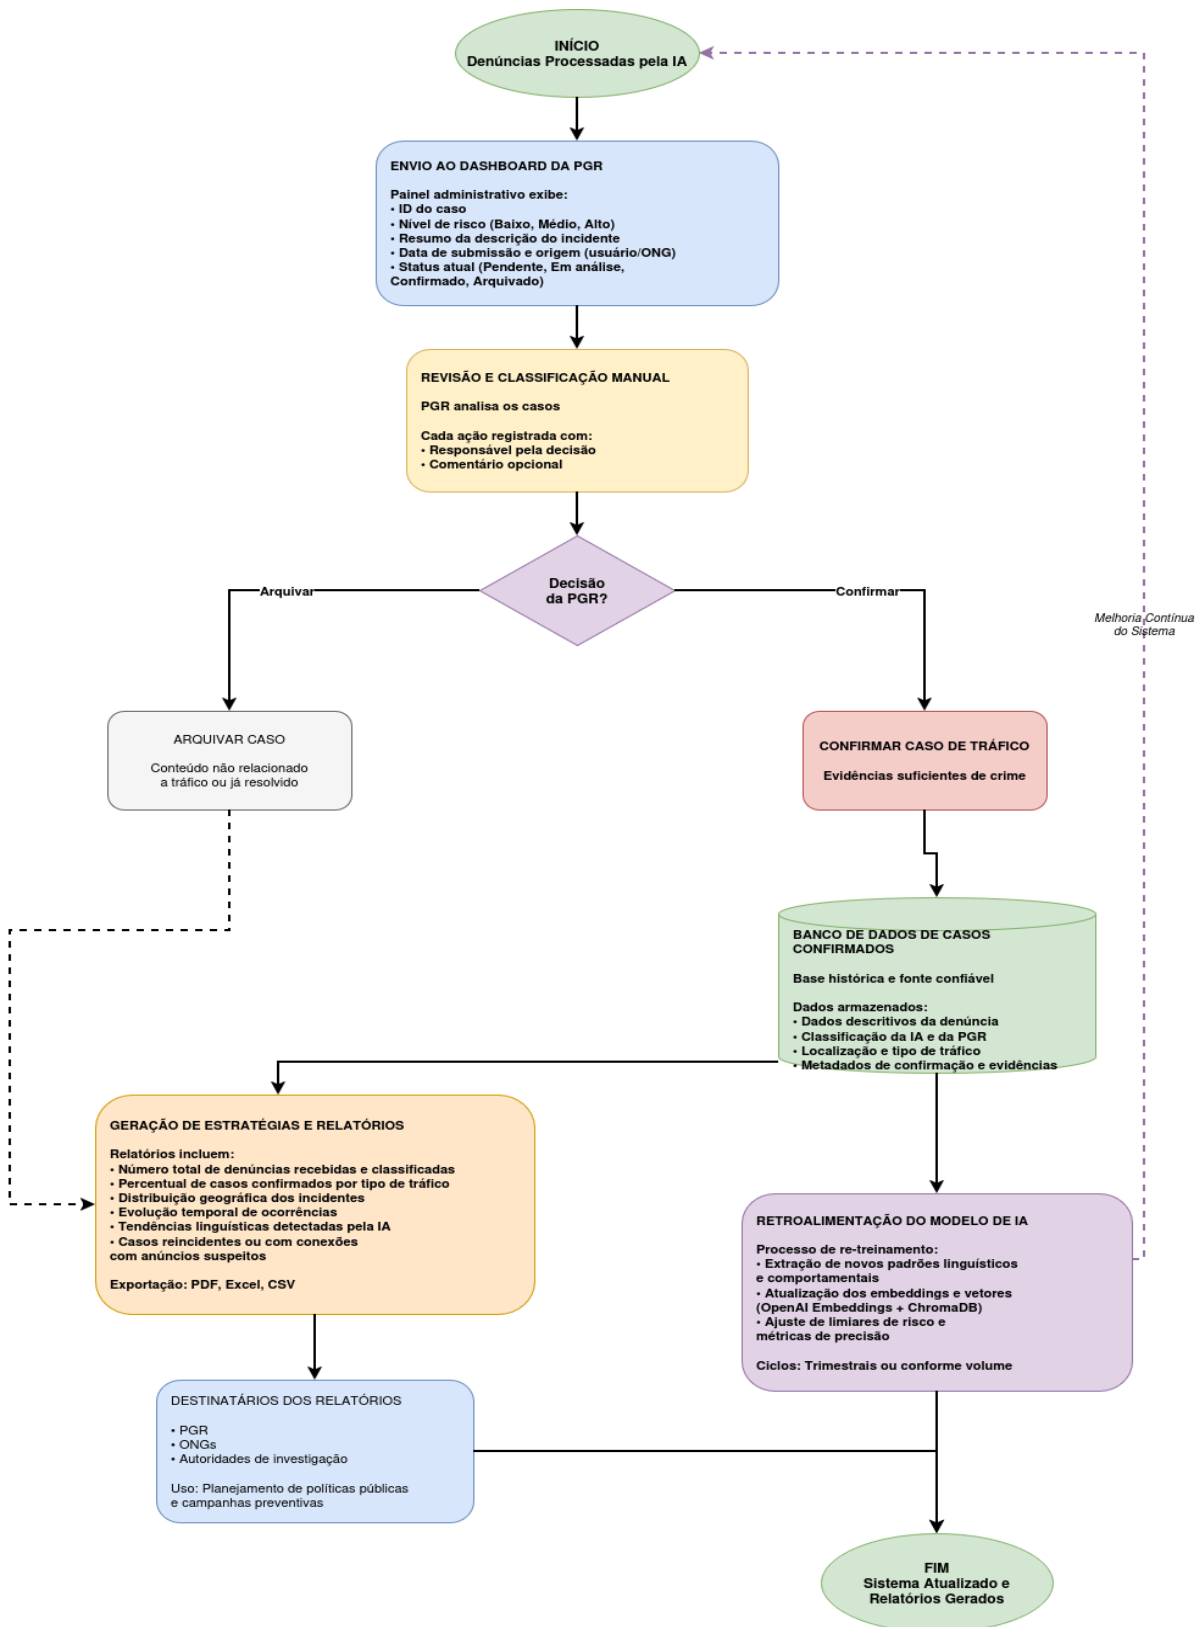 INÍCIO
Denúncias Processadas pela IA
ENVIO AO DASHBOARD DA PGR
Painel administrativo exibe:
• ID do caso
• Nível de risco (Baixo, Médio, Alto)
• Resumo da descrição do incidente
• Data de submissão e origem (usuário/ONG)
• Status atual (Pendente, Em análise,
Confirmado, Arquivado)
REVISÃO E CLASSIFICAÇÃO MANUAL
PGR analisa os casos
Cada ação registrada com:
• Responsável pela decisão
• Comentário opcional
Decisão
da PGR?
Arquivar
Confirmar
Melhoria Contínua
do Sistema
ARQUIVAR CASO
Conteúdo não relacionado
a tráfico ou já resolvido
CONFIRMAR CASO DE TRÁFICO
Evidências suficientes de crime
BANCO DE DADOS DE CASOS
CONFIRMADOS
Base histórica e fonte confiável
Dados armazenados:
• Dados descritivos da denúncia
• Classificação da IA e da PGR
• Localização e tipo de tráfico
• Metadados de confirmação e evidências
GERAÇÃO DE ESTRATÉGIAS E RELATÓRIOS
Relatórios incluem:
• Número total de denúncias recebidas e classificadas
• Percentual de casos confirmados por tipo de tráfico
• Distribuição geográfica dos incidentes
• Evolução temporal de ocorrências
• Tendências linguísticas detectadas pela IA
• Casos reincidentes ou com conexões
com anúncios suspeitos
Exportação: PDF, Excel, CSV
RETROALIMENTAÇÃO DO MODELO DE IA
Processo de re-treinamento:
• Extração de novos padrões linguísticos
e comportamentais
• Atualização dos embeddings e vetores
(OpenAI Embeddings + ChromaDB)
• Ajuste de limiares de risco e
métricas de precisão
Ciclos: Trimestrais ou conforme volume
DESTINATÁRIOS DOS RELATÓRIOS
• PGR
• ONGs
• Autoridades de investigação
Uso: Planejamento de políticas públicas
e campanhas preventivas
FIM
Sistema Atualizado e
Relatórios Gerados